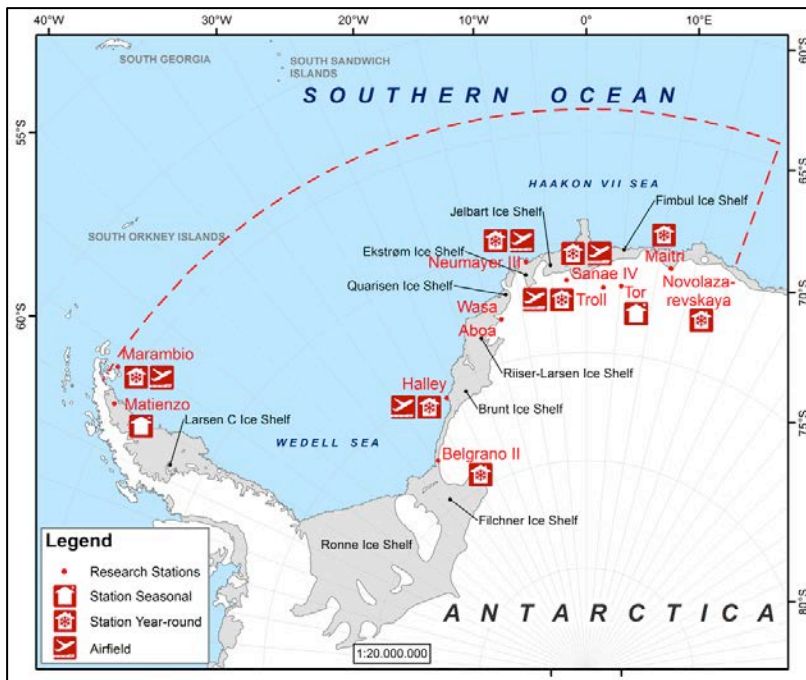 40°W
30°W
20°W
10°W
0°
10°E
60°S
65°S
70°S
75°S
80°S
55°S
60°S
SOUTH GEORGIA
SOUTH SANDWICH
ISLANDS
SOUTHERN OCEAN
HAAKON VII SEA
Jelbart Ice Shelf
Fimbul Ice Shelf
SOUTH ORKNEY ISLANDS
Ekstrøm Ice Shelf
Neumayer III
Maitri
Sanae IV
Novolaza-
revskaya
Quarisen Ice Shelf
Troll
Tor
Wasa
Aboa
Marambio
Riiser-Larsen Ice Shelf
Matienzo
Halley
Larsen C Ice Shelf
Brunt Ice Shelf
WEDELL SEA
Belgrano II
Filchner Ice Shelf
Ronne Ice Shelf
ANTARCTICA
Legend
Research Stations
Station Seasonal
Station Year-round
Airfield
1:20.000.000